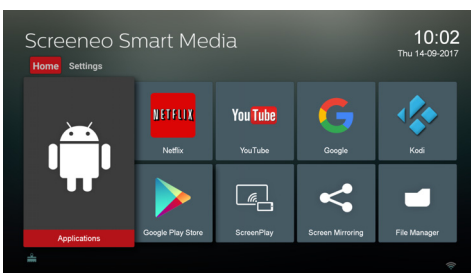 Screeneo Smart Media
10:02
Thu 14-09-2017
Home Settings
NETFLIX
You Tube
G
Netflix
YouTube
Google
Kodi
Applications
Google Play Store
ScreenPlay
Screen Mirroring
File Manager